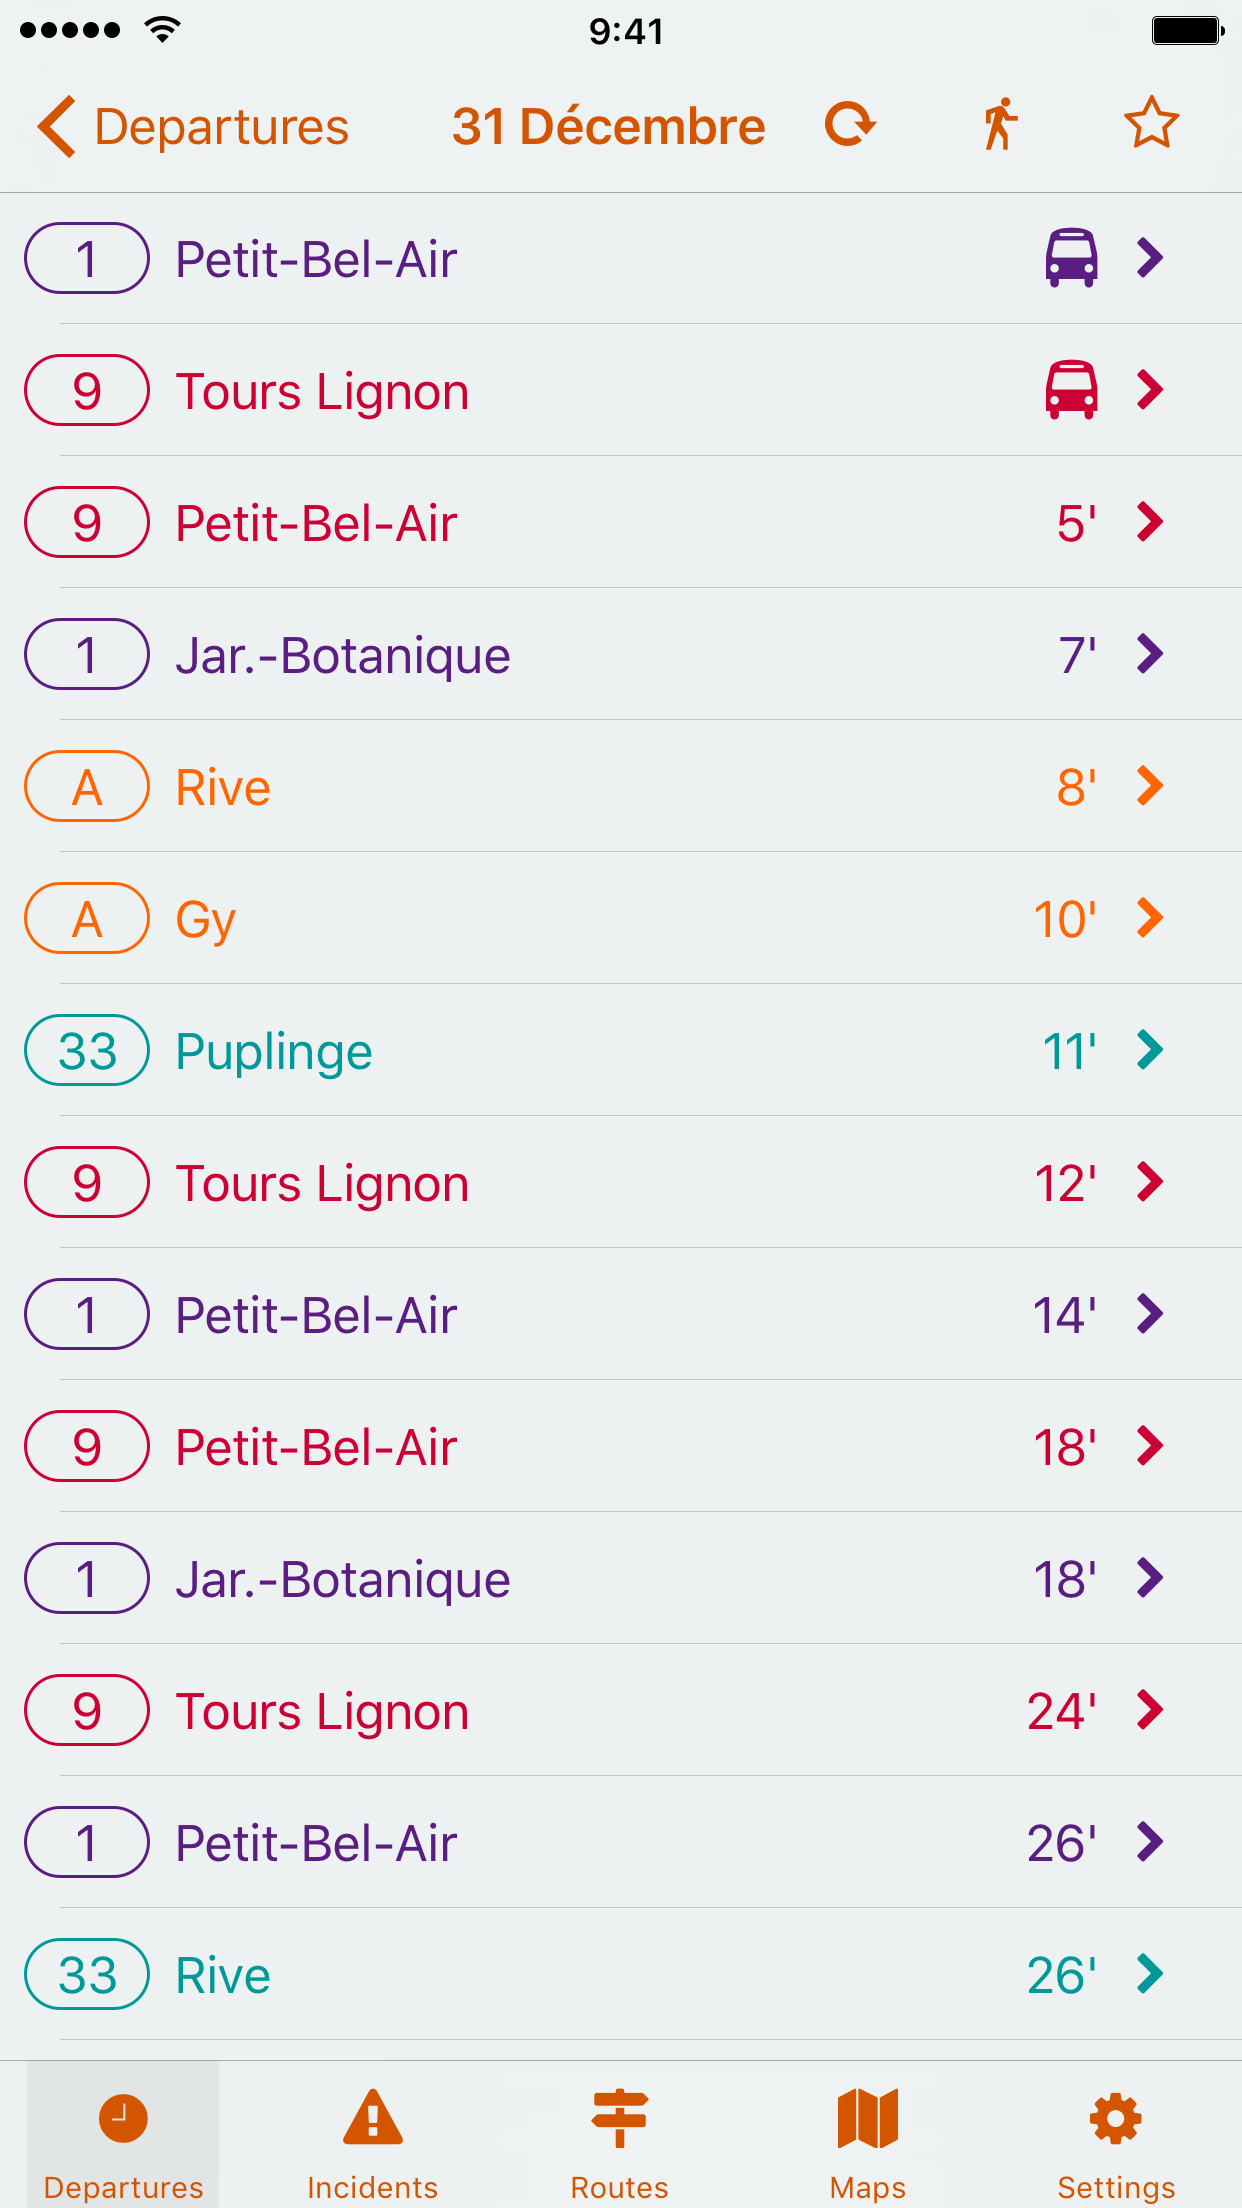 9:41
Departures 31 Décembre
1 Petit-Bel-Air
9 Tours Lignon
9 Petit-Bel-Air 5'
1 Jar.-Botanique 7'
A Rive 8'
A Gy 10'
33 Puplinge 11'
9 Tours Lignon 12'
1 Petit-Bel-Air 14'
9 Petit-Bel-Air 18'
1 Jar.-Botanique 18'
9 Tours Lignon 24'
1 Petit-Bel-Air 26'
33 Rive 26'
Departures Incidents Routes Maps Settings